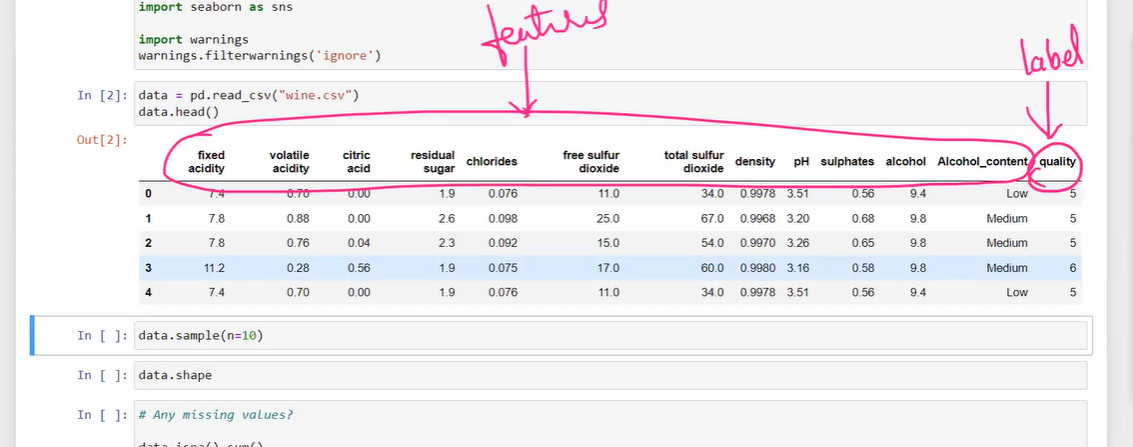 import seaborn as sns
import warnings
warnings.filterwarnings('ignore')
features
label
In [2]: data = pd.read_csv("wine.csv")
data.head()
Out[2]:
fixed acidity volatile acidity citric acid residual sugar chlorides free sulfur dioxide total sulfur dioxide density pH sulphates alcohol Alcohol_content quality
0 7.4 0.70 0.00 1.9 0.076 11.0 34.0 0.9978 3.51 0.56 9.4 Low 5
1 7.8 0.88 0.00 2.6 0.098 25.0 67.0 0.9968 3.20 0.68 9.8 Medium 5
2 7.8 0.76 0.04 2.3 0.092 15.0 54.0 0.9970 3.26 0.65 9.8 Medium 5
3 11.2 0.28 0.56 1.9 0.075 17.0 60.0 0.9980 3.16 0.58 9.8 Medium 6
4 7.4 0.70 0.00 1.9 0.076 11.0 34.0 0.9978 3.51 0.56 9.4 Low 5
In [ ]: data.sample(n=10)
In [ ]: data.shape
In [ ]: # Any missing values?
data.isna().sum()